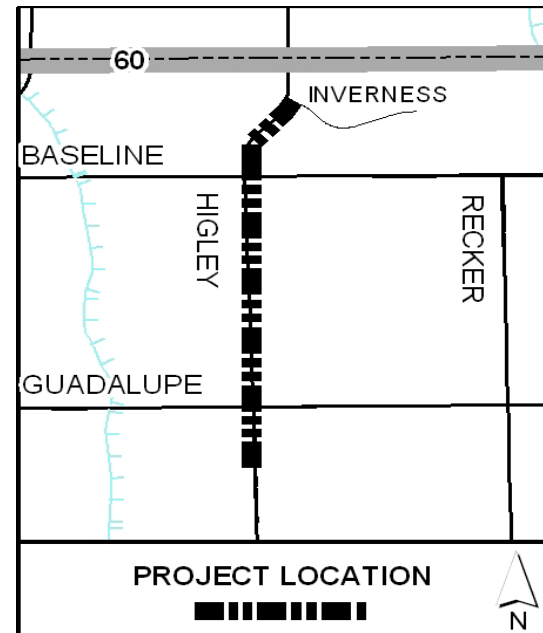 60
INVERNESS
BASELINE
HIGLEY
RECKER
GUADALUPE
PROJECT LOCATION
N